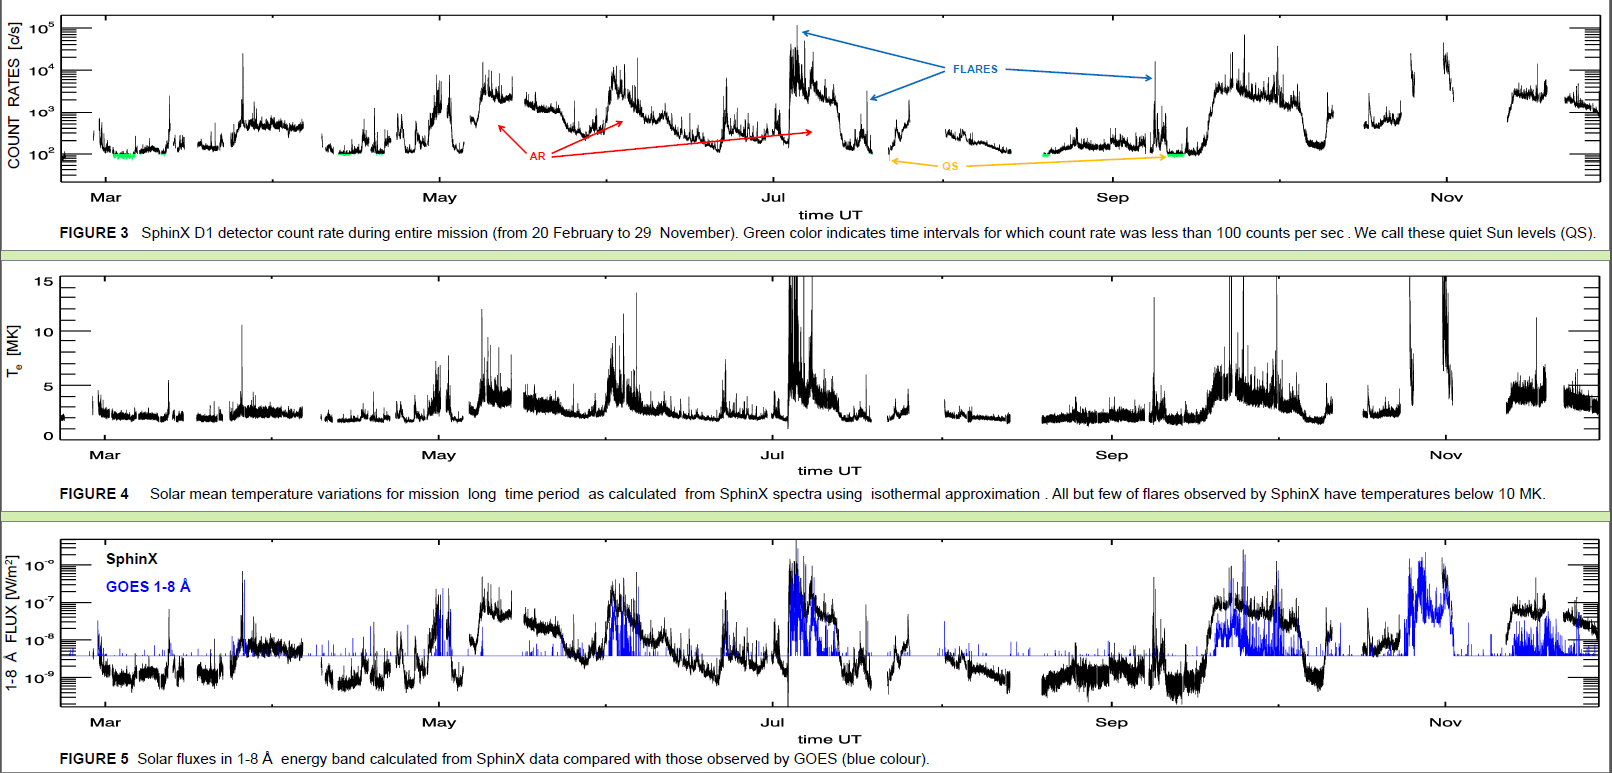 COUNT RATES [c/s]
10⁵
10⁴
10³
10²
FLARES
AR
QS
Mar
May
Jul
Sep
Nov
time UT
FIGURE 3 SphinX D1 detector count rate during entire mission (from 20 February to 29 November). Green color indicates time intervals for which count rate was less than 100 counts per sec . We call these quiet Sun levels (QS).
Tₑ [MK]
15
10
5
0
Mar
May
Jul
Sep
Nov
time UT
FIGURE 4 Solar mean temperature variations for mission long time period as calculated from SphinX spectra using isothermal approximation . All but few of flares observed by SphinX have temperatures below 10 MK.
1-8 Å FLUX [W/m²]
SphinX
GOES 1-8 Å
10⁻⁷
10⁻⁸
10⁻⁹
Mar
May
Jul
Sep
Nov
time UT
FIGURE 5 Solar fluxes in 1-8 Å energy band calculated from SphinX data compared with those observed by GOES (blue colour).